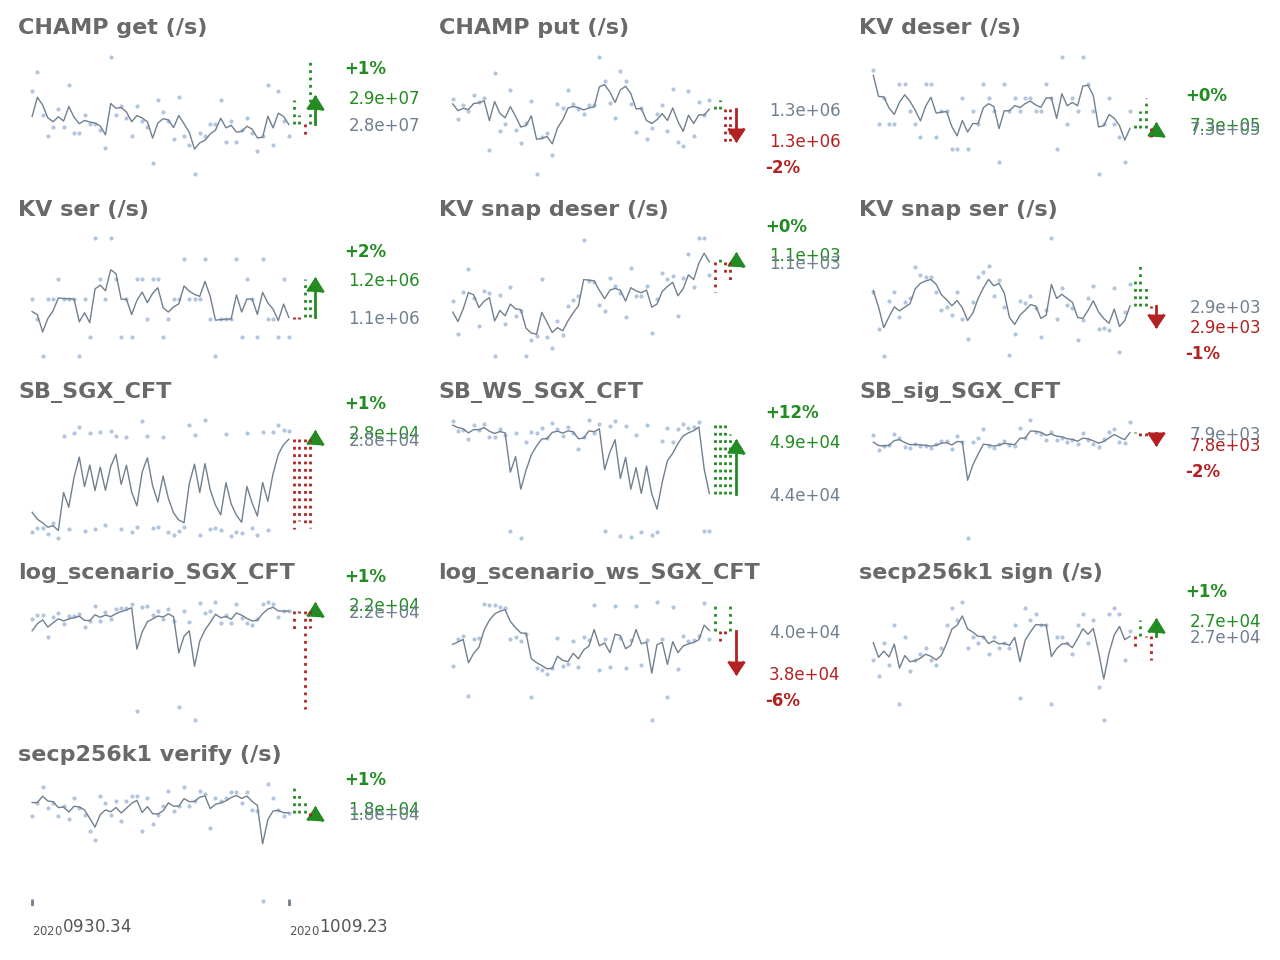 CHAMP get (/s)
+1%
2.9e+07
2.8e+07
CHAMP put (/s)
1.3e+06
1.3e+06
-2%
KV deser (/s)
+0%
7.3e+05
7.3e+05
KV ser (/s)
+2%
1.2e+06
1.1e+06
KV snap deser (/s)
+0%
1.1e+03
1.1e+03
KV snap ser (/s)
2.9e+03
2.9e+03
-1%
SB_SGX_CFT
+1%
2.8e+04
2.8e+04
SB_WS_SGX_CFT
+12%
4.9e+04
4.4e+04
SB_sig_SGX_CFT
7.9e+03
7.8e+03
-2%
log_scenario_SGX_CFT
+1%
2.2e+04
2.2e+04
log_scenario_ws_SGX_CFT
4.0e+04
3.8e+04
-6%
secp256k1 sign (/s)
+1%
2.7e+04
2.7e+04
secp256k1 verify (/s)
+1%
1.8e+04
1.8e+04
20200930.34
20201009.23